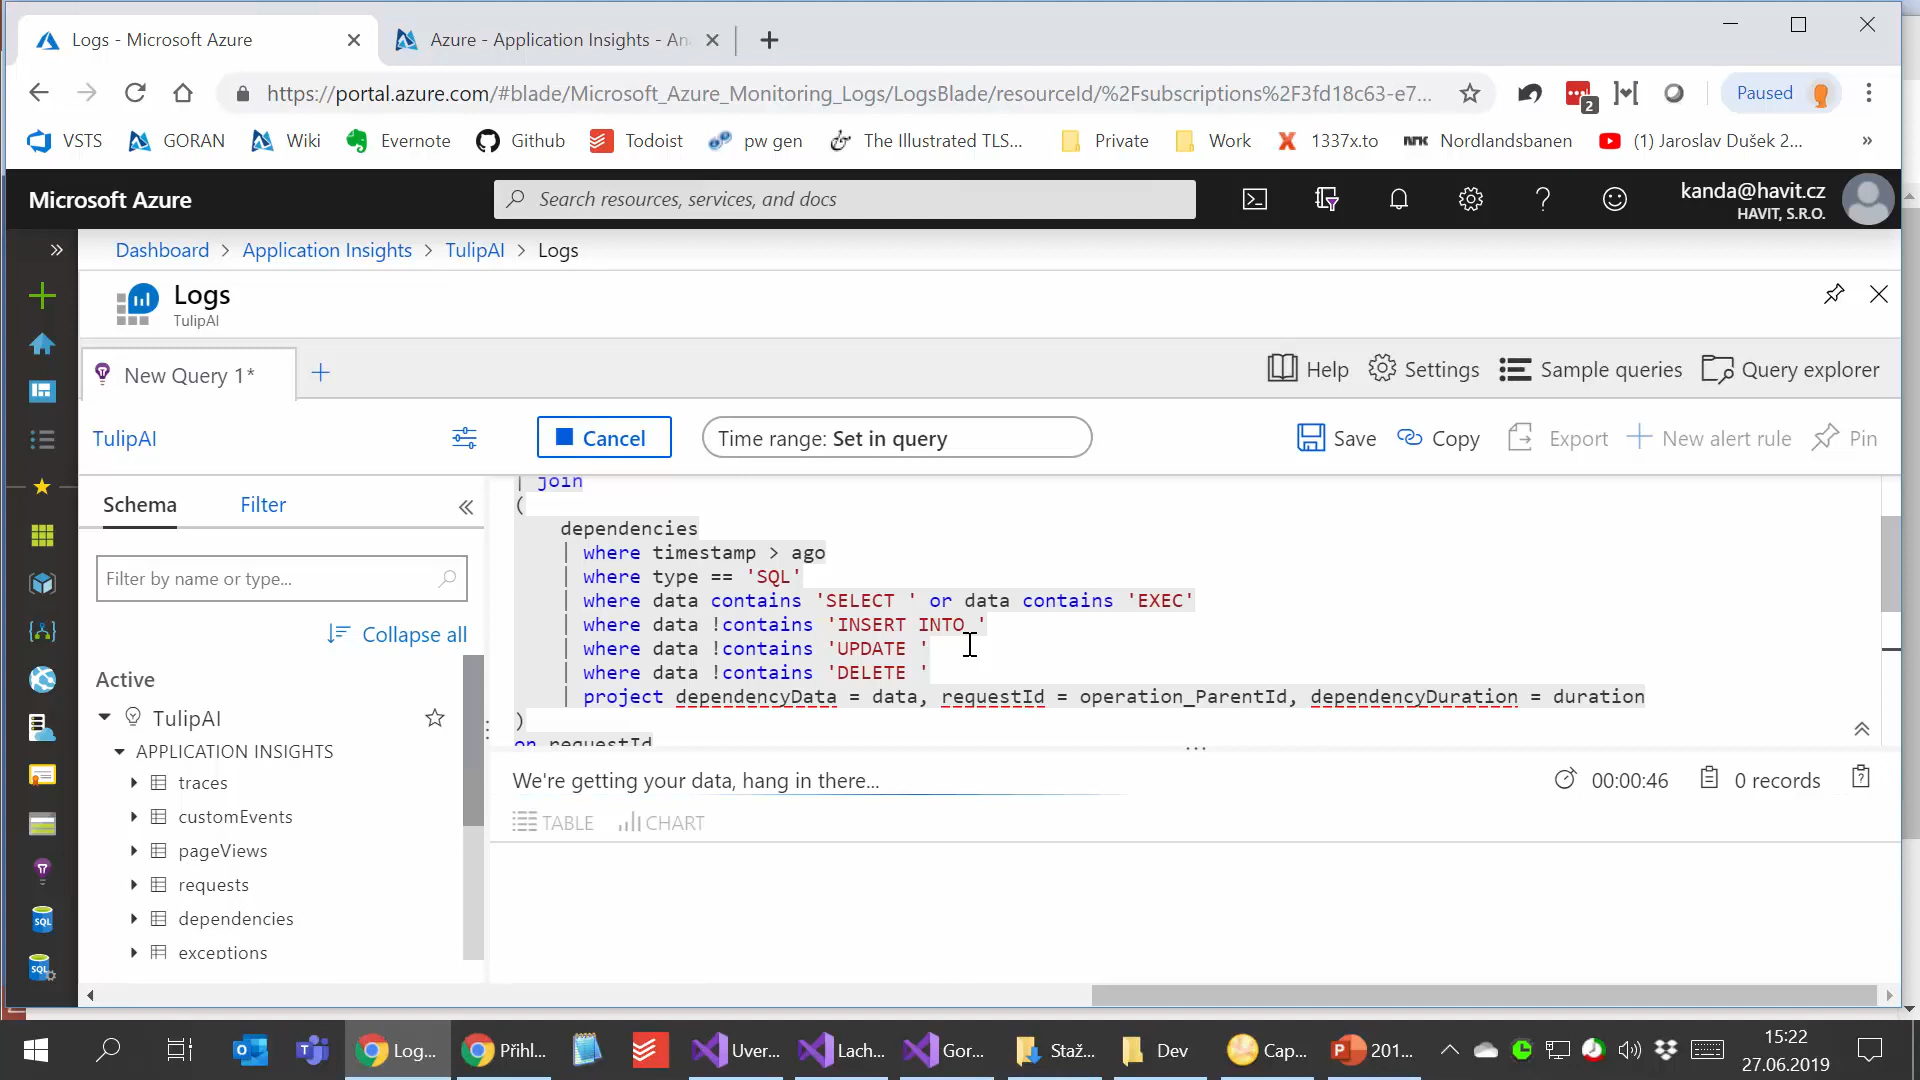 Logs - Microsoft Azure
Azure - Application Insights - An
https://portal.azure.com/#blade/Microsoft_Azure_Monitoring_Logs/LogsBlade/resourceId/%2Fsubscriptions%2F3fd18c63-e7...
2
Paused
VSTS
GORAN
Wiki
Evernote
Github
Todoist
pw gen
The Illustrated TLS...
Private
Work
1337x.to
NRK
Nordlandsbanen
(1) Jaroslav Dušek 2...
»
Microsoft Azure
Search resources, services, and docs
kanda@havit.cz
HAVIT, S.R.O.
Dashboard > Application Insights > TulipAI > Logs
Logs
TulipAI
New Query 1*
Help
Settings
Sample queries
Query explorer
TulipAI
Cancel
Time range: Set in query
Save
Copy
Export
New alert rule
Pin
Schema
Filter
Filter by name or type...
Collapse all
Active
TulipAI
APPLICATION INSIGHTS
traces
customEvents
pageViews
requests
dependencies
exceptions
| join
(
dependencies
| where timestamp > ago
| where type == 'SQL'
| where data contains 'SELECT ' or data contains 'EXEC'
| where data !contains 'INSERT INTO '
| where data !contains 'UPDATE '
| where data !contains 'DELETE '
| project dependencyData = data, requestId = operation_ParentId, dependencyDuration = duration
)
on requestId
We're getting your data, hang in there...
00:00:46
0 records
TABLE
CHART
SQL
SQL
Log...
Přihl...
Uver...
Lach...
Gor...
Staž...
Dev
Cap...
201...
15:22
27.06.2019